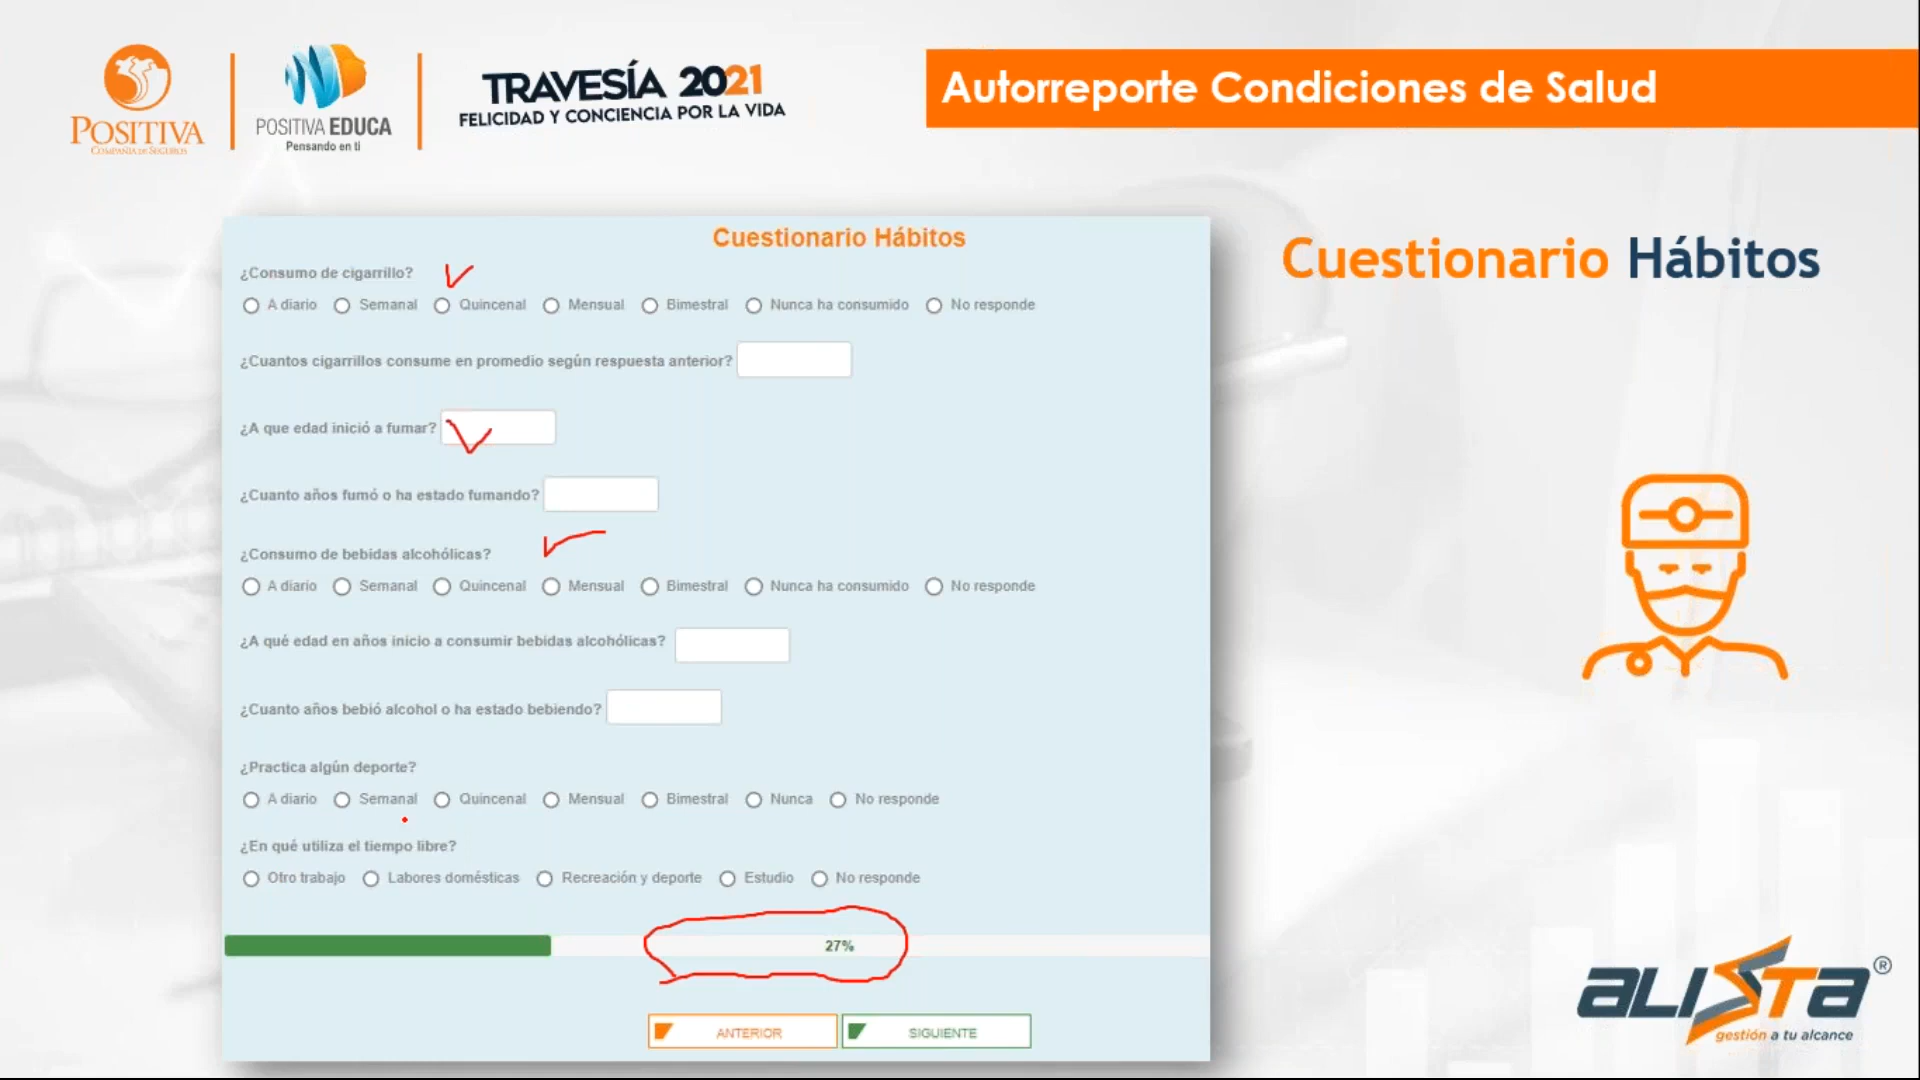 POSITIVA
COMPAÑÍA DE SEGUROS
POSITIVA EDUCA
Pensando en ti
TRAVESÍA 2021
FELICIDAD Y CONCIENCIA POR LA VIDA
Autorreporte Condiciones de Salud
Cuestionario Hábitos
Cuestionario Hábitos
¿Consumo de cigarrillo?
A diario Semanal Quincenal Mensual Bimestral Nunca ha consumido No responde
¿Cuantos cigarrillos consume en promedio según respuesta anterior?
¿A que edad inició a fumar?
¿Cuanto años fumó o ha estado fumando?
¿Consumo de bebidas alcohólicas?
A diario Semanal Quincenal Mensual Bimestral Nunca ha consumido No responde
¿A qué edad en años inicio a consumir bebidas alcohólicas?
¿Cuanto años bebió alcohol o ha estado bebiendo?
¿Practica algún deporte?
A diario Semanal Quincenal Mensual Bimestral Nunca No responde
¿En qué utiliza el tiempo libre?
Otro trabajo Labores domésticas Recreación y deporte Estudio No responde
27%
ANTERIOR SIGUIENTE
ALISTA ®
gestión a tu alcance